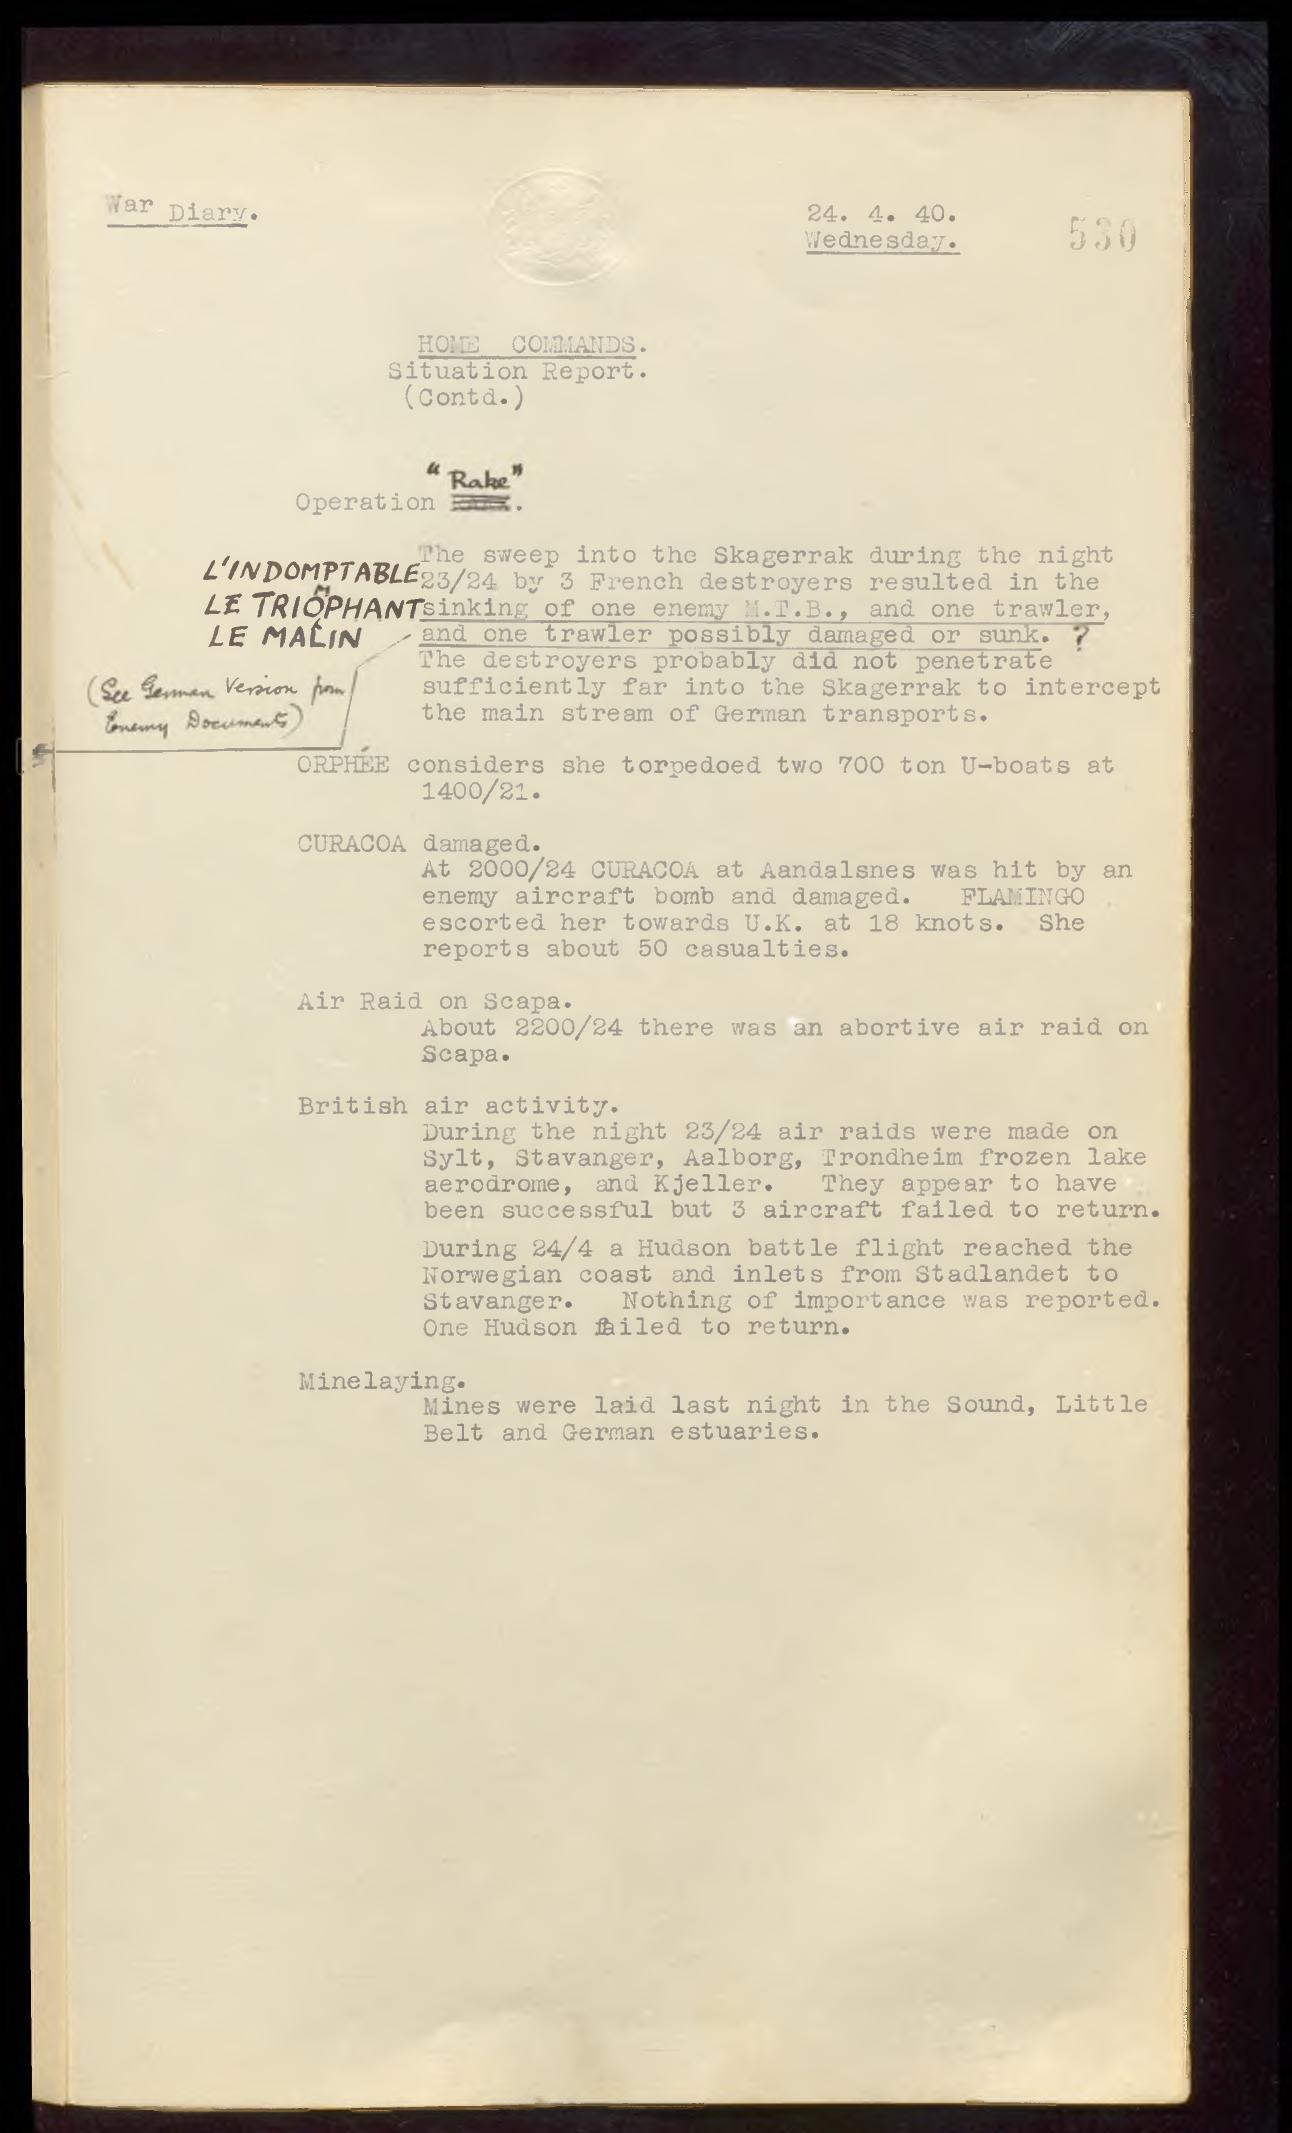 War Diary.
24. 4. 40.
Wednesday.
530
HOME COMMANDS.
Situation Report.
(Contd.)
"Rake"
Operation .
L'INDOMPTABLE
LE TRIOMPHANT
LE MALIN
(See German Version from
Enemy Documents)
The sweep into the Skagerrak during the night
23/24 by 3 French destroyers resulted in the
sinking of one enemy M.T.B., and one trawler,
and one trawler possibly damaged or sunk. ?
The destroyers probably did not penetrate
sufficiently far into the Skagerrak to intercept
the main stream of German transports.
ORPHÉE considers she torpedoed two 700 ton U-boats at
1400/21.
CURACOA damaged.
At 2000/24 CURACOA at Aandalsnes was hit by an
enemy aircraft bomb and damaged. FLAMINGO
escorted her towards U.K. at 18 knots. She
reports about 50 casualties.
Air Raid on Scapa.
About 2200/24 there was an abortive air raid on
Scapa.
British air activity.
During the night 23/24 air raids were made on
Sylt, Stavanger, Aalborg, Trondheim frozen lake
aerodrome, and Kjeller. They appear to have
been successful but 3 aircraft failed to return.
During 24/4 a Hudson battle flight reached the
Norwegian coast and inlets from Stadlandet to
Stavanger. Nothing of importance was reported.
One Hudson failed to return.
Minelaying.
Mines were laid last night in the Sound, Little
Belt and German estuaries.